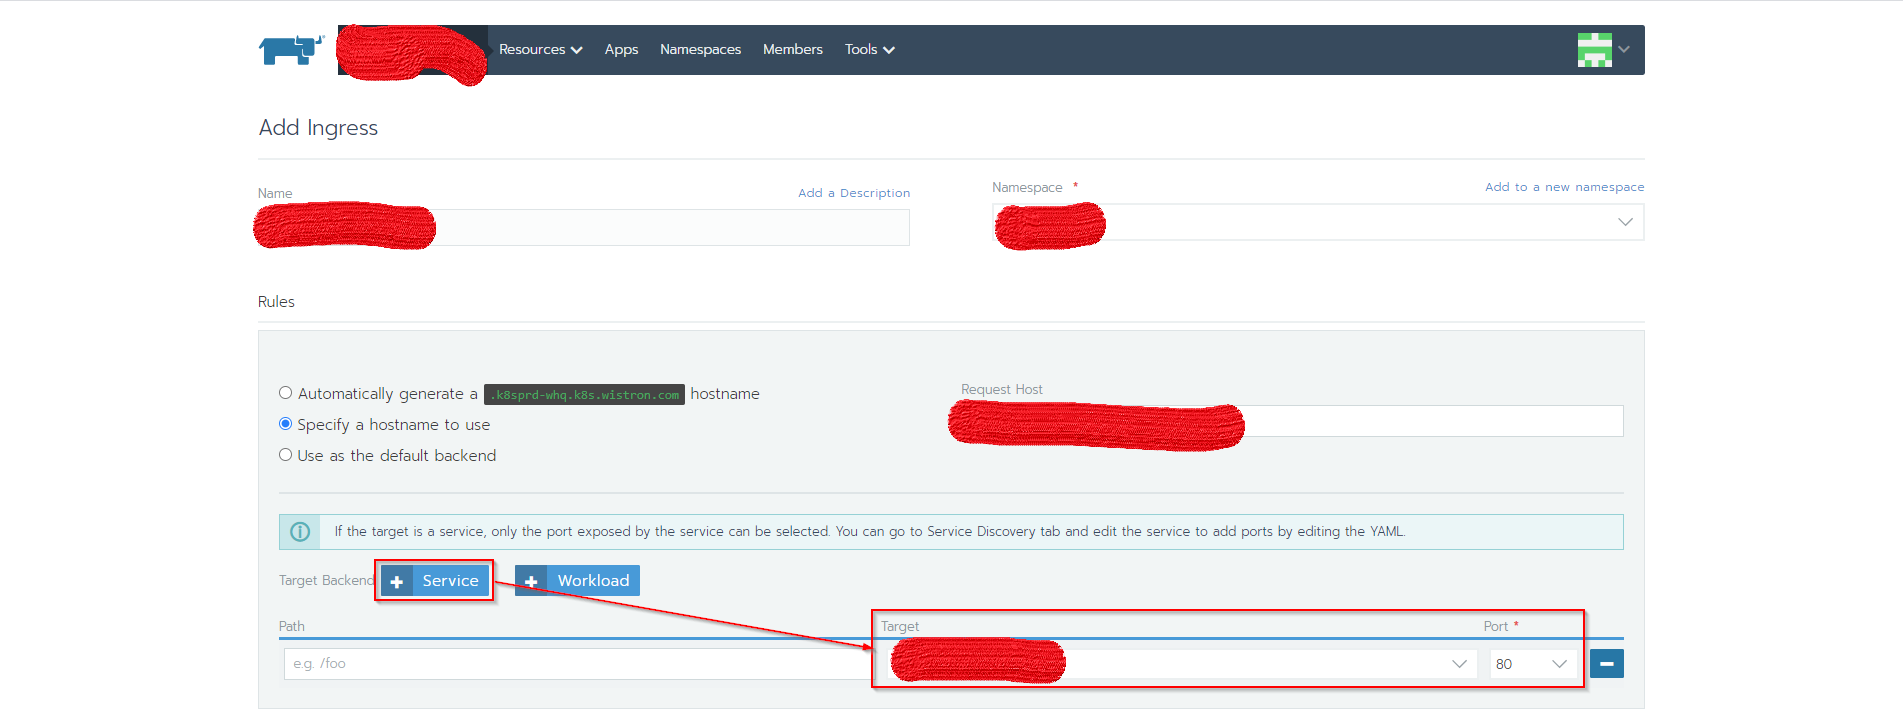 Resources Apps Namespaces Members Tools
Add Ingress
Name Add a Description Namespace * Add to a new namespace
Rules
Automatically generate a .k8sprd-whq.k8s.wistron.com hostname
Request Host
Specify a hostname to use
Use as the default backend
If the target is a service, only the port exposed by the service can be selected. You can go to Service Discovery tab and edit the service to add ports by editing the YAML.
Target Backend + Service + Workload
Path Target Port *
e.g. /foo 80